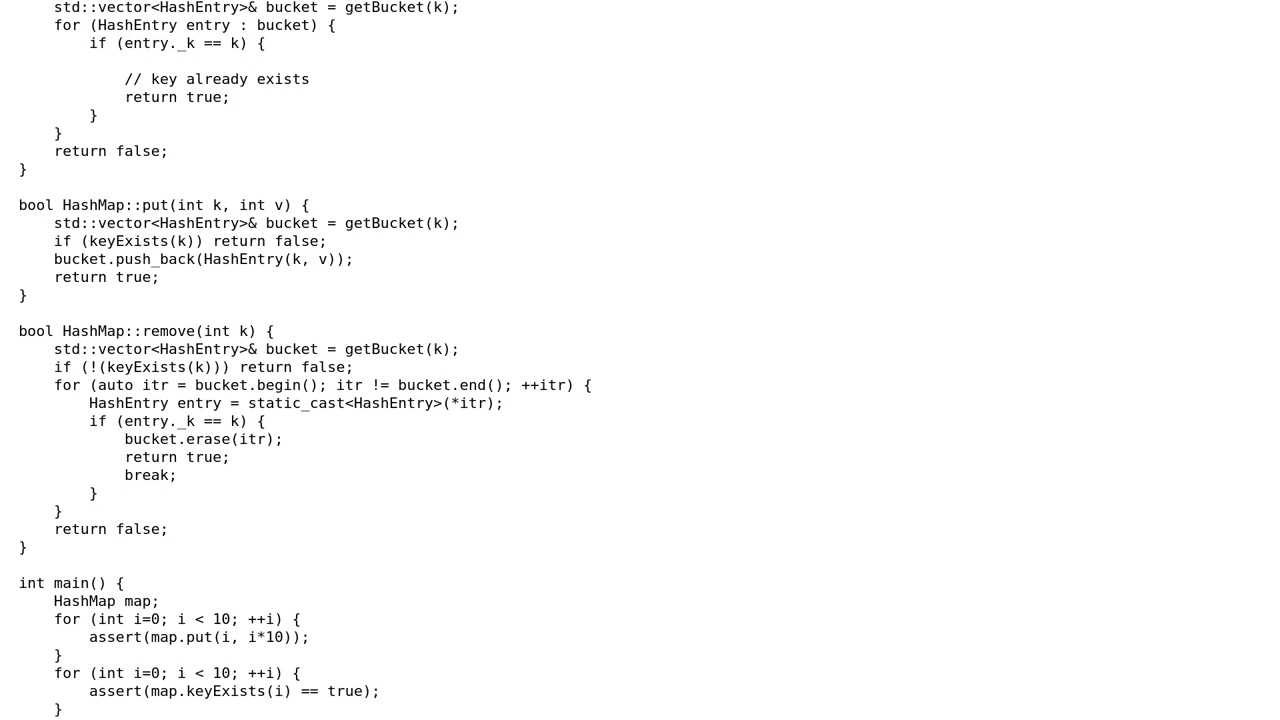 std::vector<HashEntry>& bucket = getBucket(k);
    for (HashEntry entry : bucket) {
        if (entry._k == k) {

            // key already exists
            return true;
        }
    }
    return false;
}

bool HashMap::put(int k, int v) {
    std::vector<HashEntry>& bucket = getBucket(k);
    if (keyExists(k)) return false;
    bucket.push_back(HashEntry(k, v));
    return true;
}

bool HashMap::remove(int k) {
    std::vector<HashEntry>& bucket = getBucket(k);
    if (!(keyExists(k))) return false;
    for (auto itr = bucket.begin(); itr != bucket.end(); ++itr) {
        HashEntry entry = static_cast<HashEntry>(*itr);
        if (entry._k == k) {
            bucket.erase(itr);
            return true;
            break;
        }
    }
    return false;
}

int main() {
    HashMap map;
    for (int i=0; i < 10; ++i) {
        assert(map.put(i, i*10));
    }
    for (int i=0; i < 10; ++i) {
        assert(map.keyExists(i) == true);
    }